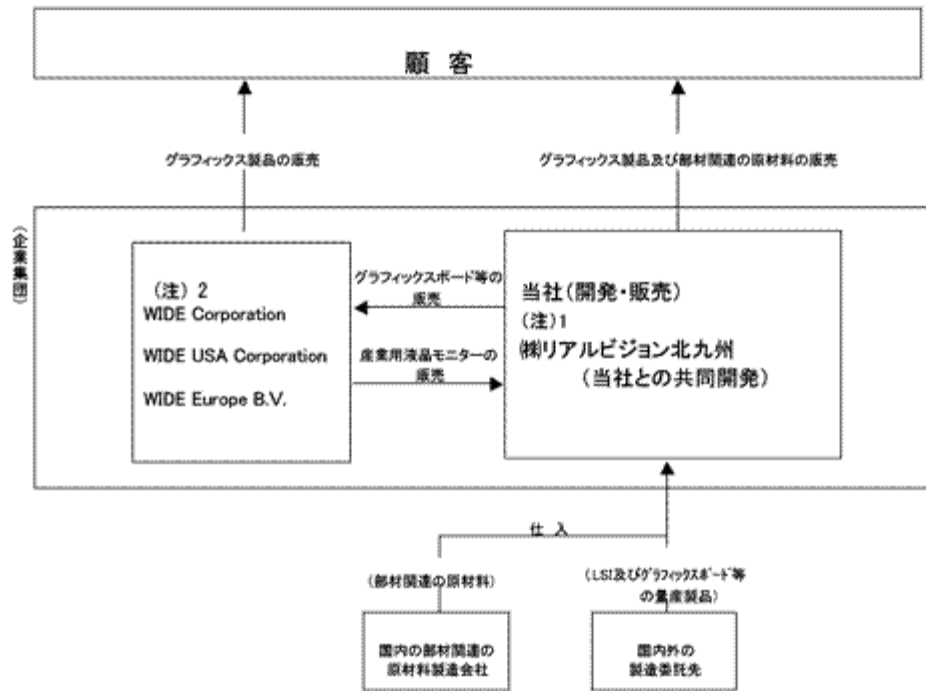 顧 客
グラフィックス製品の販売
グラフィックス製品及び部材関連の原材料の販売
(企業集団)
(注) 2
WIDE Corporation
WIDE USA Corporation
WIDE Europe B.V.
グラフィックスボード等の
販売
産業用液晶モニターの
販売
当社(開発・販売)
(注)1
㈱リアルビジョン北九州
(当社との共同開発)
仕 入
(部材関連の原材料)
(LSI及びグラフィックスボード等
の量産製品)
国内の部材関連の
原材料製造会社
国内外の
製造委託先